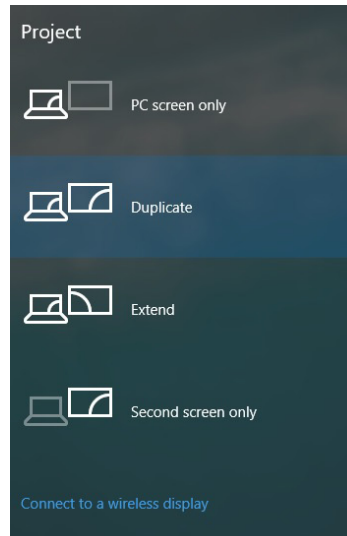 Project
PC screen only
Duplicate
Extend
Second screen only
Connect to a wireless display